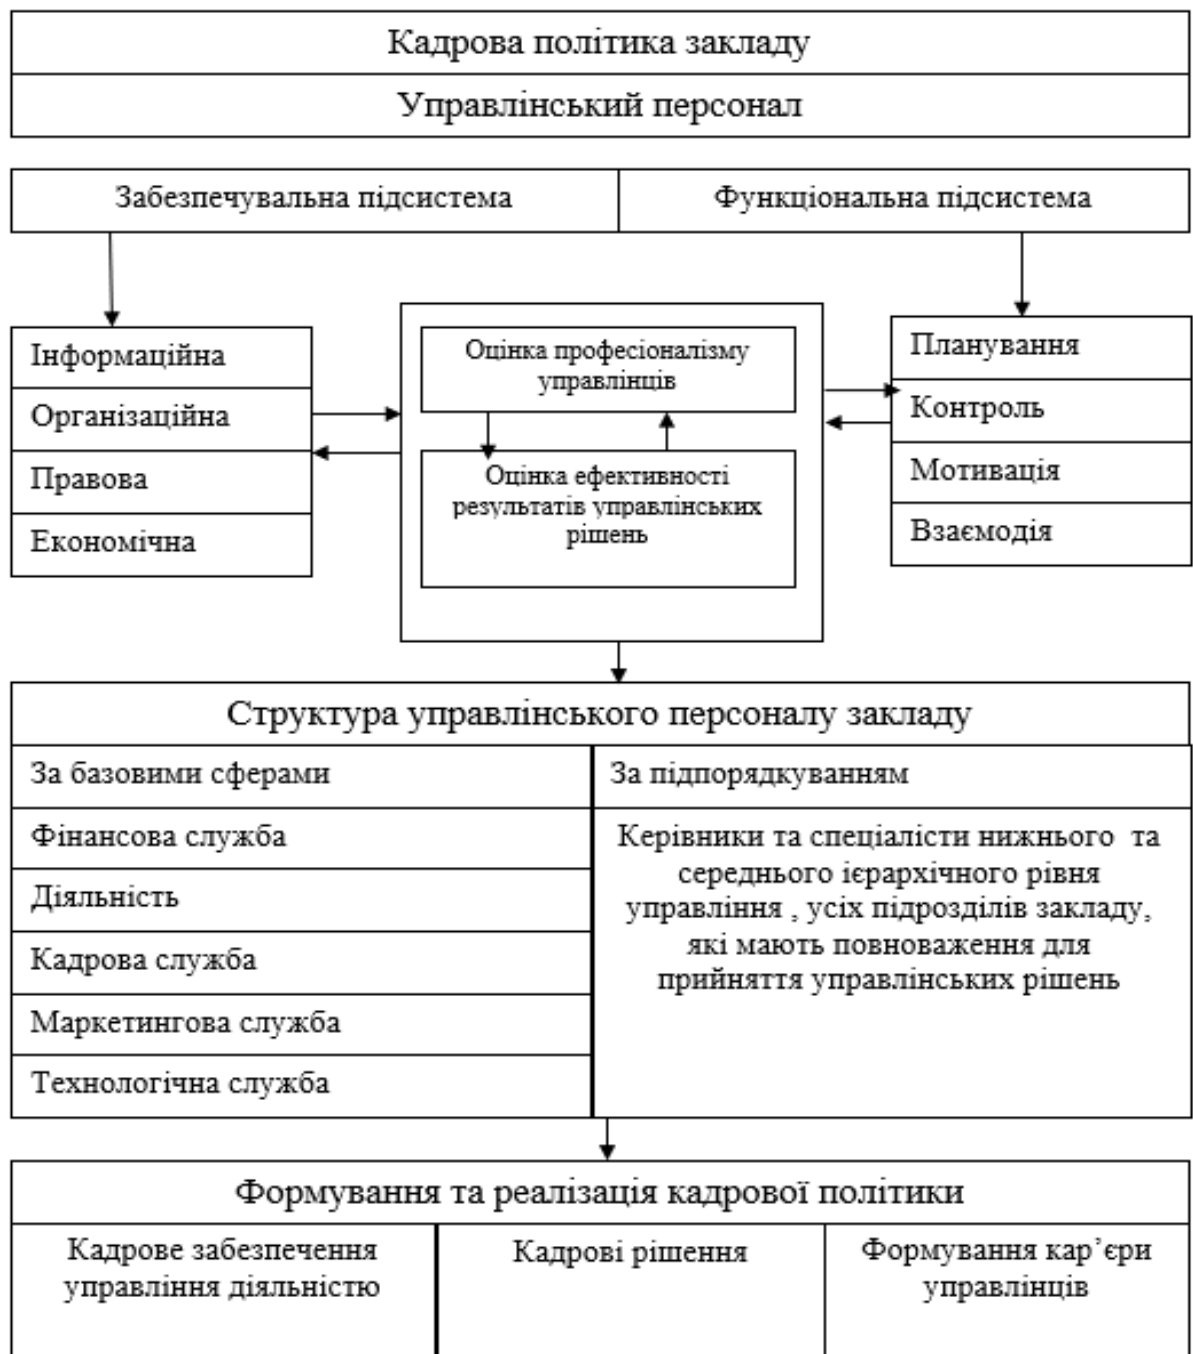 Кадрова політика закладу
Управлінський персонал
Забезпечувальна підсистема
Функціональна підсистема
Інформаційна
Організаційна
Правова
Економічна
Оцінка професіоналізму
управлінців
Оцінка ефективності
результатів управлінських
рішень
Планування
Контроль
Мотивація
Взаємодія
Структура управлінського персоналу закладу
За базовими сферами
Фінансова служба
Діяльність
Кадрова служба
Маркетингова служба
Технологічна служба
За підпорядкуванням
Керівники та спеціалісти нижнього та
середнього ієрархічного рівня
управління , усіх підрозділів закладу,
які мають повноваження для
прийняття управлінських рішень
Формування та реалізація кадрової політики
Кадрове забезпечення
управління діяльністю
Кадрові рішення
Формування кар’єри
управлінців